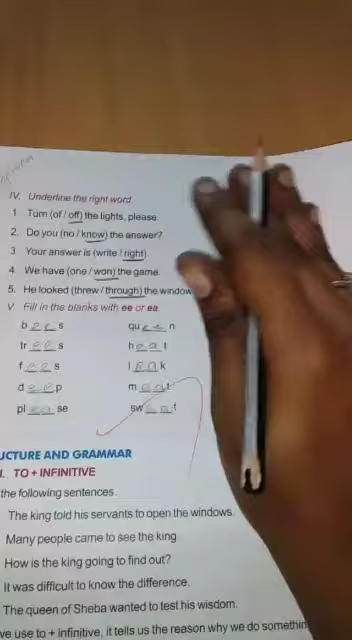 IV. Underline the right word.
1 Turn (of / off) the lights, please.
2. Do you (no / know) the answer?
3 Your answer is (write / right).
4. We have (one / won) the game.
5. He looked (threw / through) the window
V. Fill in the blanks with ee or ea.
b ee s qu ee n
tr ee s h ea t
f ee s l ea k
d ee p m ea t
pl ea se sw ea t
UCTURE AND GRAMMAR
I. TO + INFINITIVE
the following sentences.
The king told his servants to open the windows.
Many people came to see the king
How is the king going to find out?
It was difficult to know the difference.
The queen of Sheba wanted to test his wisdom.
ve use to + infinitive, it tells us the reason why we do somethin